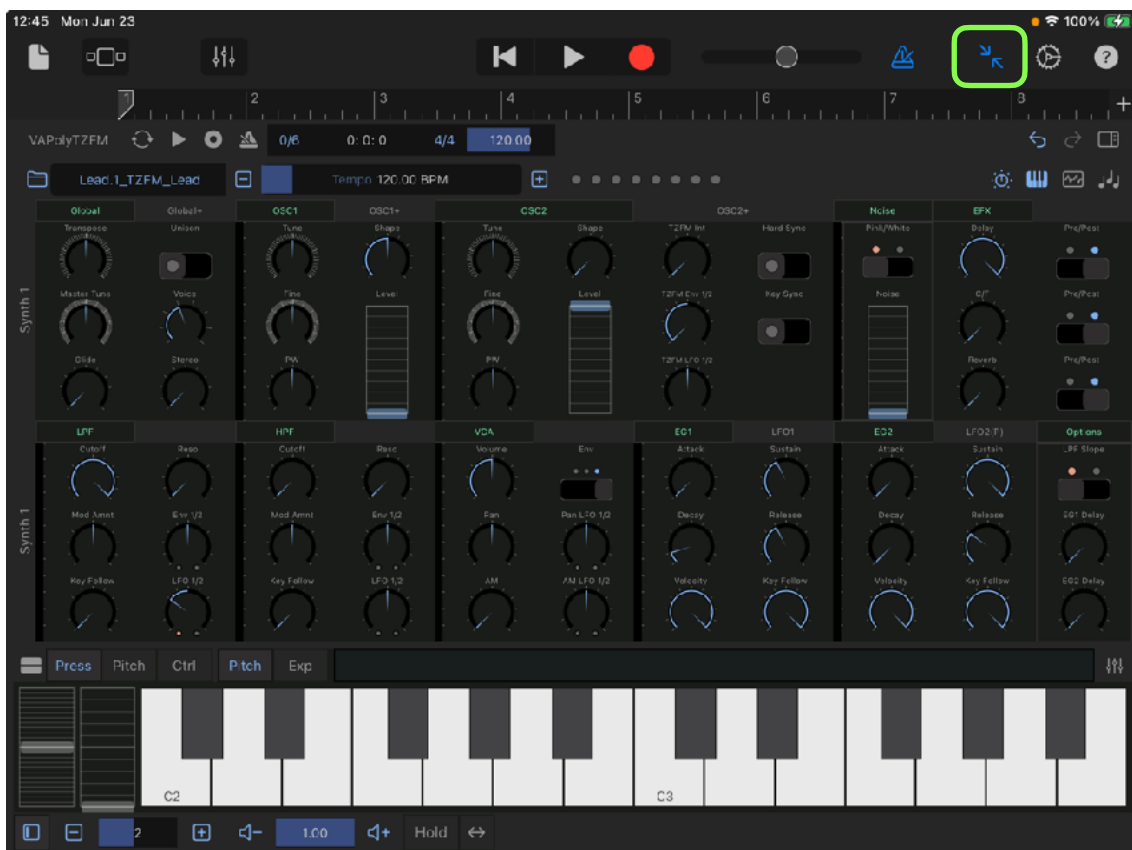 12:45 Mon Jun 23 100%
?
1 2 3 4 5 6 7 8 +
VAPolyTZFM 0/6 0: 0: 0 4/4 120.00
Lead.1_TZFM_Lead Tempo 120.00 BPM
Global Global+ OSC1 OSC1+ OSC2 OSC2+ Noise EFX
Transpose Unison Tune Shape Tune Shape TZFM Int Hard Sync Pink/White Delay Pre/Post
Synth 1
Master Tune Voice Fine Level Fine Level TZFM Env 1/2 Key Sync Noise C/F Pre/Post
Glide Stereo PW PW TZFM LFO 1/2 Reverb Pre/Post
LPF HPF VCA EG1 LFO1 EG2 LFO2(P) Options
Cutoff Reso Cutoff Reso Volume Env Attack Sustain Attack Sustain LPF Slope
Synth 1
Mod Amnt Env 1/2 Mod Amnt Env 1/2 Pan Pan LFO 1/2 Decay Release Decay Release EG1 Delay
Key Follow LFO 1/2 Key Follow LFO 1/2 AM AM LFO 1/2 Velocity Key Follow Velocity Key Follow EG2 Delay
Press Pitch Ctrl Pitch Exp
C2 C3
2 1.00 Hold